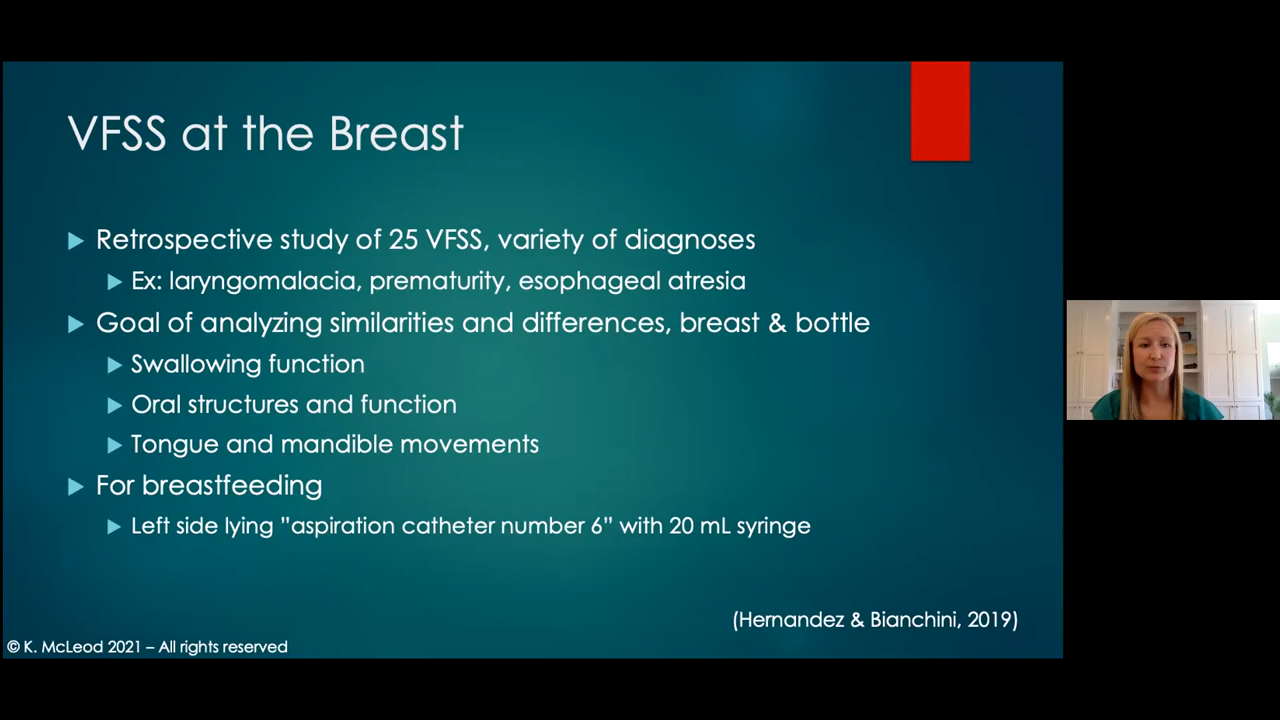 VFSS at the Breast
Retrospective study of 25 VFSS, variety of diagnoses
Ex: laryngomalacia, prematurity, esophageal atresia
Goal of analyzing similarities and differences, breast & bottle
Swallowing function
Oral structures and function
Tongue and mandible movements
For breastfeeding
Left side lying ”aspiration catheter number 6” with 20 mL syringe
(Hernandez & Bianchini, 2019)
© K. McLeod 2021 – All rights reserved